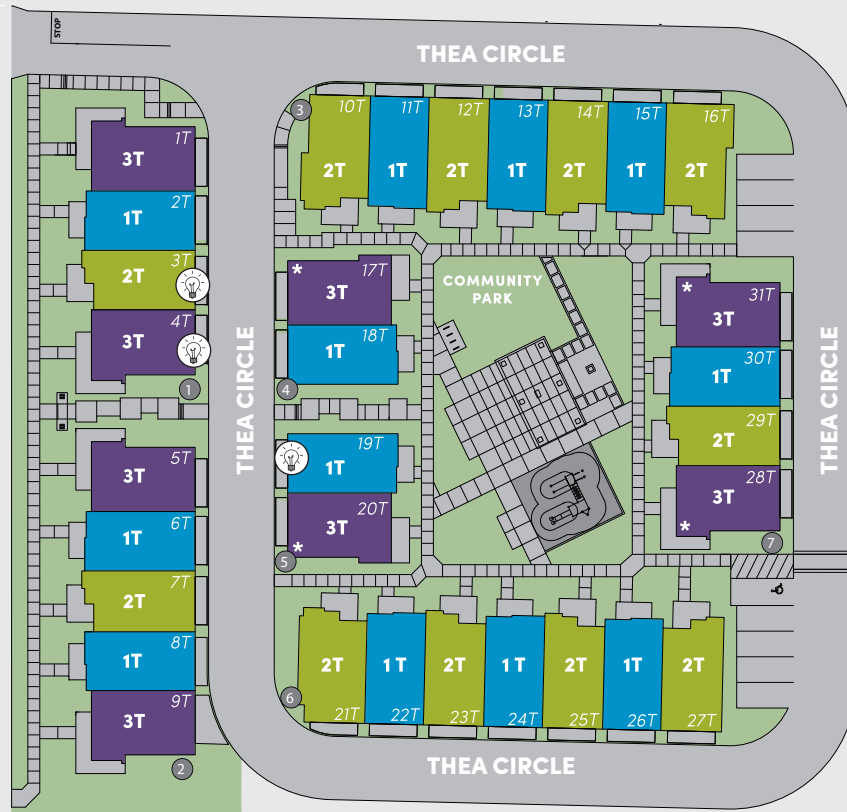 STOP
THEA CIRCLE
3
10T 11T 12T 13T 14T 15T 16T
2T 1T 2T 1T 2T 1T 2T
1T
3T
2T
1T
3T
2T
4T
3T
1
5T
3T
6T
1T
7T
2T
8T
1T
9T
3T
2
THEA CIRCLE
* 17T
3T
18T
1T
4
19T
1T
20T
3T
*
5
COMMUNITY
PARK
* 31T
3T
30T
1T
29T
2T
28T
3T
*
7
THEA CIRCLE
2T 1T 2T 1T 2T 1T 2T
6
21T 22T 23T 24T 25T 26T 27T
THEA CIRCLE